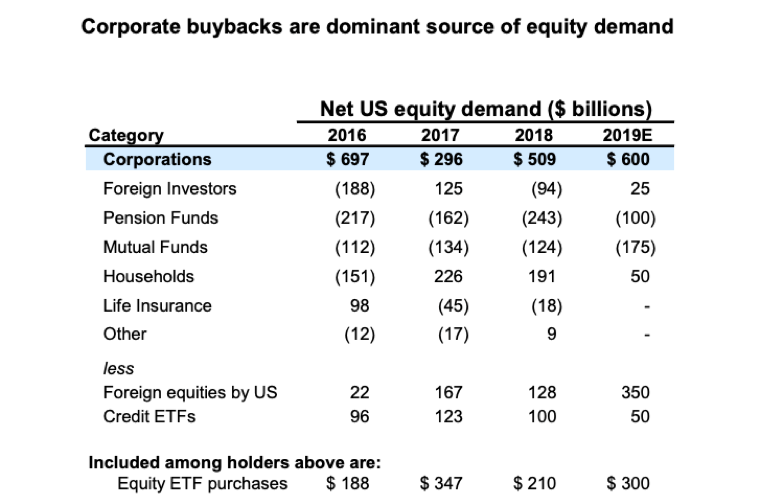 Corporate buybacks are dominant source of equity demand
Net US equity demand ($ billions)
Category 2016 2017 2018 2019E
Corporations $ 697 $ 296 $ 509 $ 600
Foreign Investors (188) 125 (94) 25
Pension Funds (217) (162) (243) (100)
Mutual Funds (112) (134) (124) (175)
Households (151) 226 191 50
Life Insurance 98 (45) (18) -
Other (12) (17) 9 -
less
Foreign equities by US 22 167 128 350
Credit ETFs 96 123 100 50
Included among holders above are:
Equity ETF purchases $ 188 $ 347 $ 210 $ 300